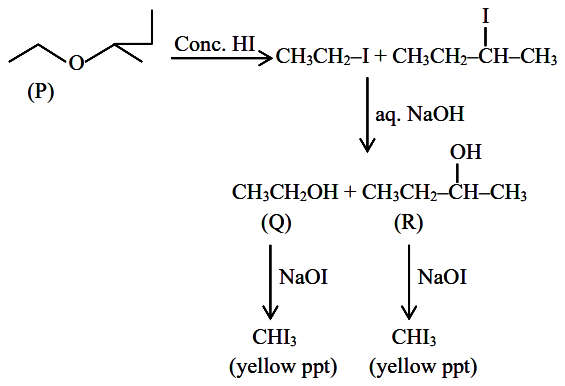 I
O
Conc. HI
CH₃CH₂–I + CH₃CH₂–CH–CH₃
(P)
aq. NaOH
OH
CH₃CH₂OH + CH₃CH₂–CH–CH₃
(Q) (R)
NaOI NaOI
CHI₃ CHI₃
(yellow ppt) (yellow ppt)